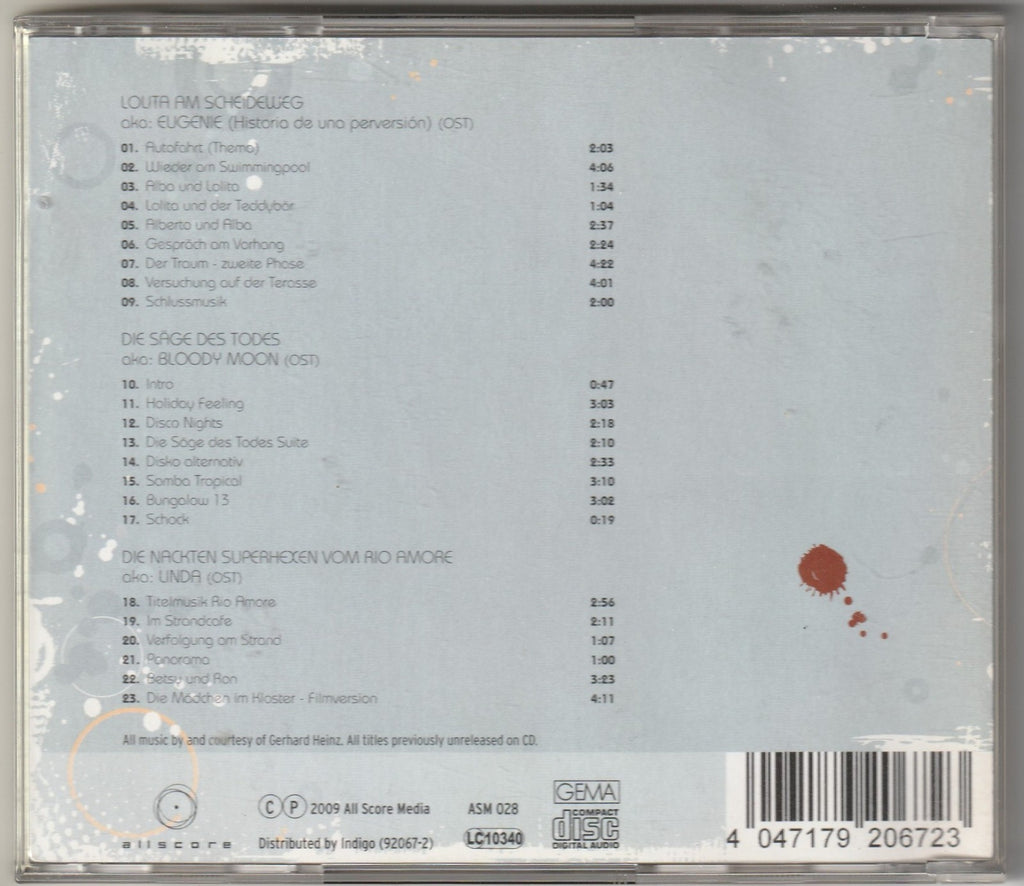 LOLITA AM SCHEIDEWEG
aka: EUGENIE (Historia de una perversión) (OST)
01. Autofahrt (Thema) 2:03
02. Wieder am Swimmingpool 4:06
03. Alba und Lolita 1:34
04. Lolita und der Teddybär 1:04
05. Alberto und Alba 2:37
06. Gespräch am Vorhang 2:24
07. Der Traum - zweite Phase 4:22
08. Versuchung auf der Terasse 4:01
09. Schlussmusik 2:00
DIE SÄGE DES TODES
aka: BLOODY MOON (OST)
10. Intro 0:47
11. Holiday Feeling 3:03
12. Disco Nights 2:18
13. Die Säge des Todes Suite 2:10
14. Disko alternativ 2:33
15. Samba Tropical 3:10
16. Bungalow 13 3:02
17. Schock 0:19
DIE NACKTEN SUPERHEXEN VOM RIO AMORE
aka: LINDA (OST)
18. Titelmusik Rio Amore 2:56
19. Im Strandcafe 2:11
20. Verfolgung am Strand 1:07
21. Panorama 1:00
22. Betsy und Ron 3:23
23. Die Mädchen im Kloster - Filmversion 4:11
All music by and courtesy of Gerhard Heinz. All titles previously unreleased on CD.
allscore
© ℗ 2009 All Score Media ASM 028
Distributed by Indigo (92067-2) LC10340
GEMA
COMPACT
disc
DIGITAL AUDIO
4 047179 206723